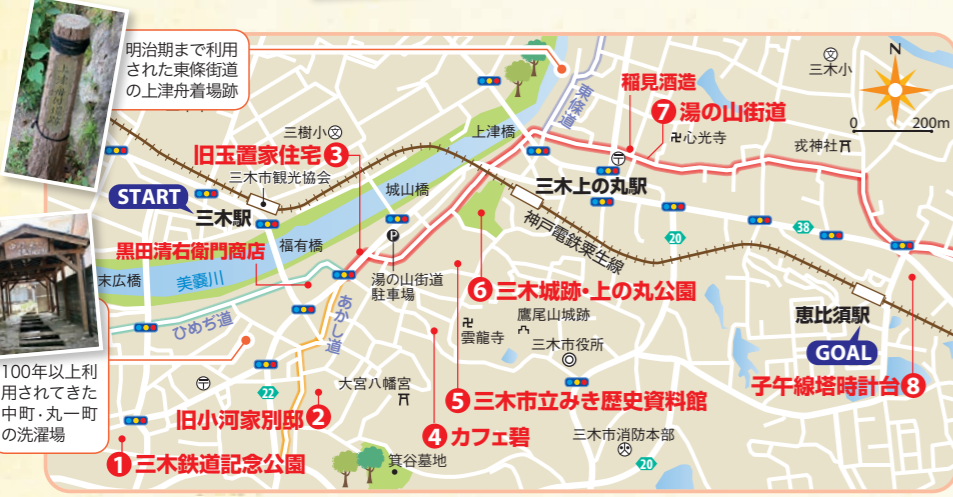 明治期まで利用
された東條街道
の上津舟着場跡
100年以上利
用されてきた
中町・丸一町
の洗濯場
三木小
N
0 200m
稲見酒造
7 湯の山街道
心光寺
戎神社
東條道
上津橋
三樹小
旧玉置家住宅 3
三木市観光協会
START
三木駅
城山橋
三木上の丸駅
神戸電鉄粟生線
20
38
黒田清右衛門商店
福有橋
末広橋
美嚢川
湯の山街道
駐車場
P
ひめぢ道
あかし道
6 三木城跡・上の丸公園
鷹尾山城跡
雲龍寺
三木市役所
恵比須駅
GOAL
子午線塔時計台 8
22
大宮八幡宮
旧小河家別邸 2
5 三木市立みき歴史資料館
4 カフェ碧
三木市消防本部
20
1 三木鉄道記念公園
箕谷墓地